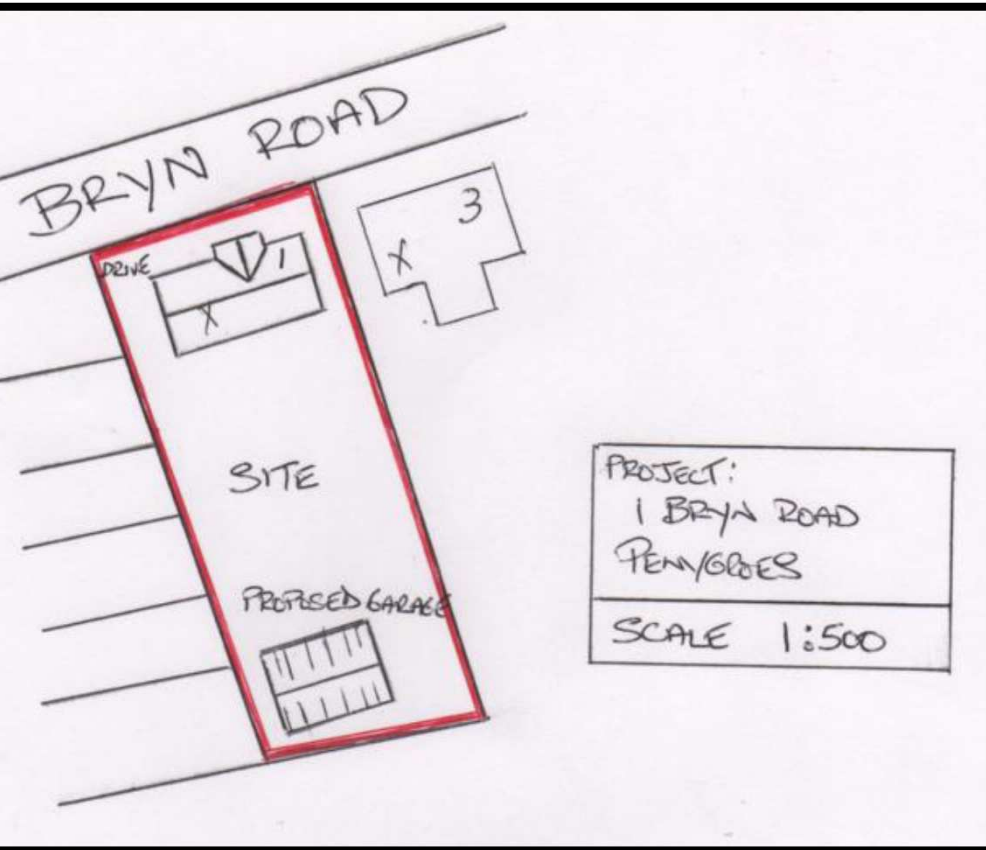 BRYN ROAD
3
X
DRIVE
1
X
SITE
PROPOSED GARAGE
PROJECT:
1 BRYN ROAD
PENYGROES
SCALE 1:500